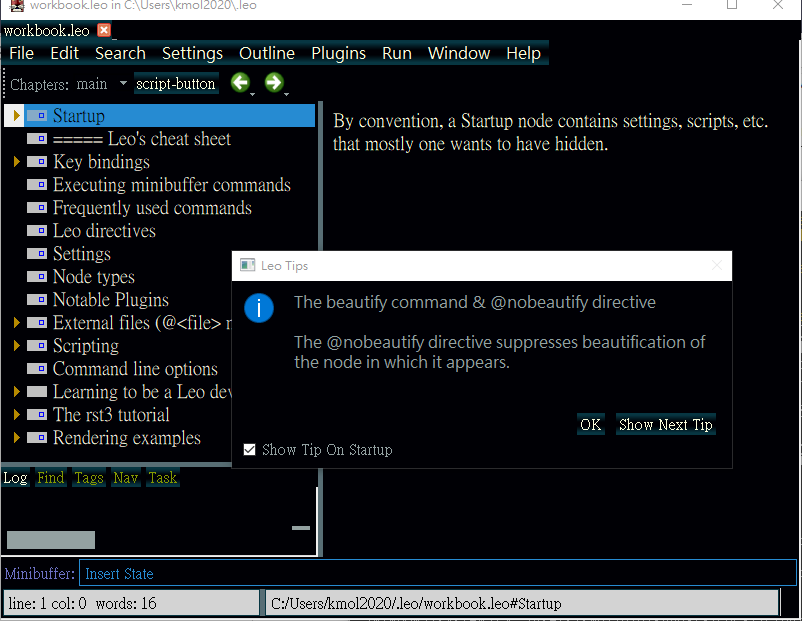 workbook.leo in C:\Users\kmol2020\.leo
workbook.leo
File Edit Search Settings Outline Plugins Run Window Help
Chapters: main script-button
Startup
===== Leo's cheat sheet
Key bindings
Executing minibuffer commands
Frequently used commands
Leo directives
Settings
Node types
Notable Plugins
External files (@<file>
Scripting
Command line options
Learning to be a Leo
The rst3 tutorial
Rendering examples
By convention, a Startup node contains settings, scripts, etc.
that mostly one wants to have hidden.
Leo Tips
The beautify command & @nobeautify directive
The @nobeautify directive suppresses beautification of
the node in which it appears.
OK Show Next Tip
Show Tip On Startup
Log Find Tags Nav Task
Minibuffer: Insert State
line: 1 col: 0 words: 16
C:/Users/kmol2020/.leo/workbook.leo#Startup